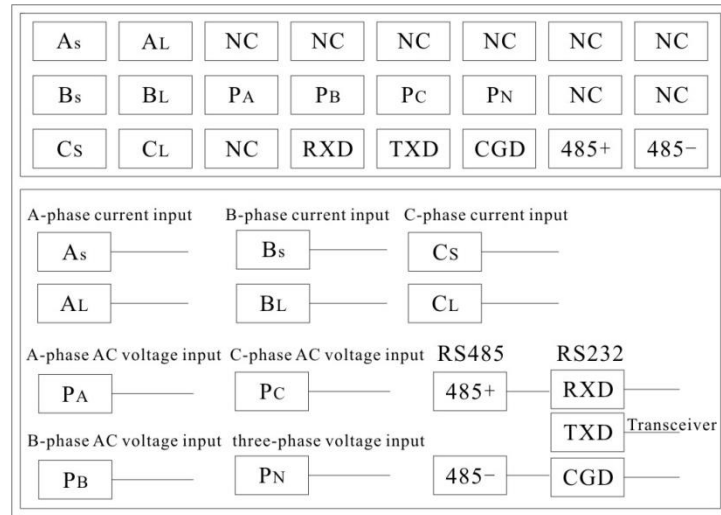 As AL NC NC NC NC NC NC
Bs BL PA PB PC PN NC NC
CS CL NC RXD TXD CGD 485+ 485−
A-phase current input B-phase current input C-phase current input
As Bs CS
AL BL CL
A-phase AC voltage input C-phase AC voltage input RS485 RS232
PA PC 485+ RXD
TXD Transceiver
B-phase AC voltage input three-phase voltage input
PB PN 485− CGD